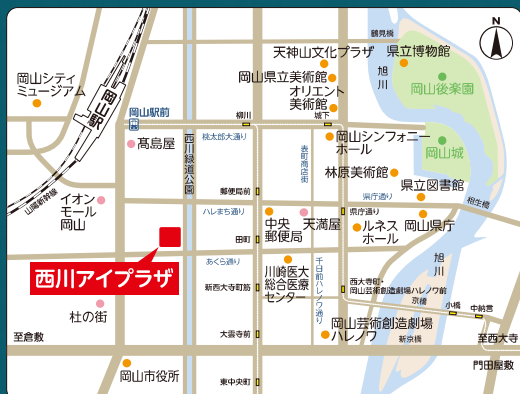 N
鶴見橋
天神山文化プラザ
県立博物館
旭川
岡山シティ
ミュージアム
岡山県立美術館
オリエント
美術館
岡山後楽園
岡山駅
岡山駅前
柳川
城下
髙島屋
桃太郎大通り
岡山シンフォニー
ホール
岡山城
西川緑道公園
表町商店街
林原美術館
山陽新幹線
イオン
モール
岡山
郵便局前
県庁通り
県立図書館
相生橋
ハレまち通り
中央
郵便局
天満屋
県庁通り
ルネス
ホール
岡山県庁
田町
西川アイプラザ
あくら通り
川崎医大
総合医療
センター
千日前ハレノワ通り
旭川
新西大寺町筋
西大寺町・
岡山芸術創造劇場ハレノワ前
京橋
小橋
中納言
杜の街
岡山芸術創造劇場
ハレノワ
新京橋
至倉敷
大雲寺前
至西大寺
門田屋敷
岡山市役所
東中央町